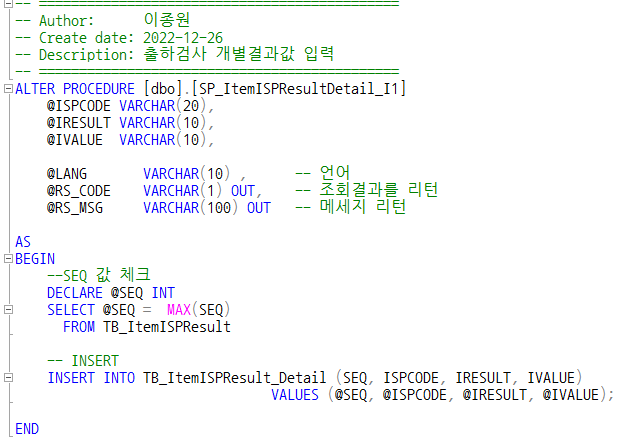 -- =============================================
-- Author:      이종원
-- Create date: 2022-12-26
-- Description: 출하검사 개별결과값 입력
-- =============================================
ALTER PROCEDURE [dbo].[SP_ItemISPResultDetail_I1]
    @ISPCODE VARCHAR(20),
    @IRESULT VARCHAR(10),
    @IVALUE  VARCHAR(10),
    @LANG       VARCHAR(10) ,      -- 언어
    @RS_CODE    VARCHAR(1) OUT,    -- 조회결과를 리턴
    @RS_MSG     VARCHAR(100) OUT   -- 메세지 리턴
AS
BEGIN
    --SEQ 값 체크
    DECLARE @SEQ INT
    SELECT @SEQ =  MAX(SEQ)
      FROM TB_ItemISPResult
    -- INSERT
    INSERT INTO TB_ItemISPResult_Detail (SEQ, ISPCODE, IRESULT, IVALUE)
                                VALUES (@SEQ, @ISPCODE, @IRESULT, @IVALUE);
END